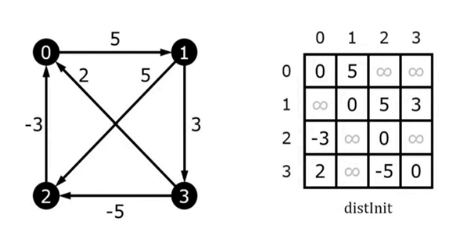 5
0 1
2 5
-3 3
2 3
-5
0 1 2 3
0 0 5 ∞ ∞
1 ∞ 0 5 3
2 -3 ∞ 0 ∞
3 2 ∞ -5 0
distInit